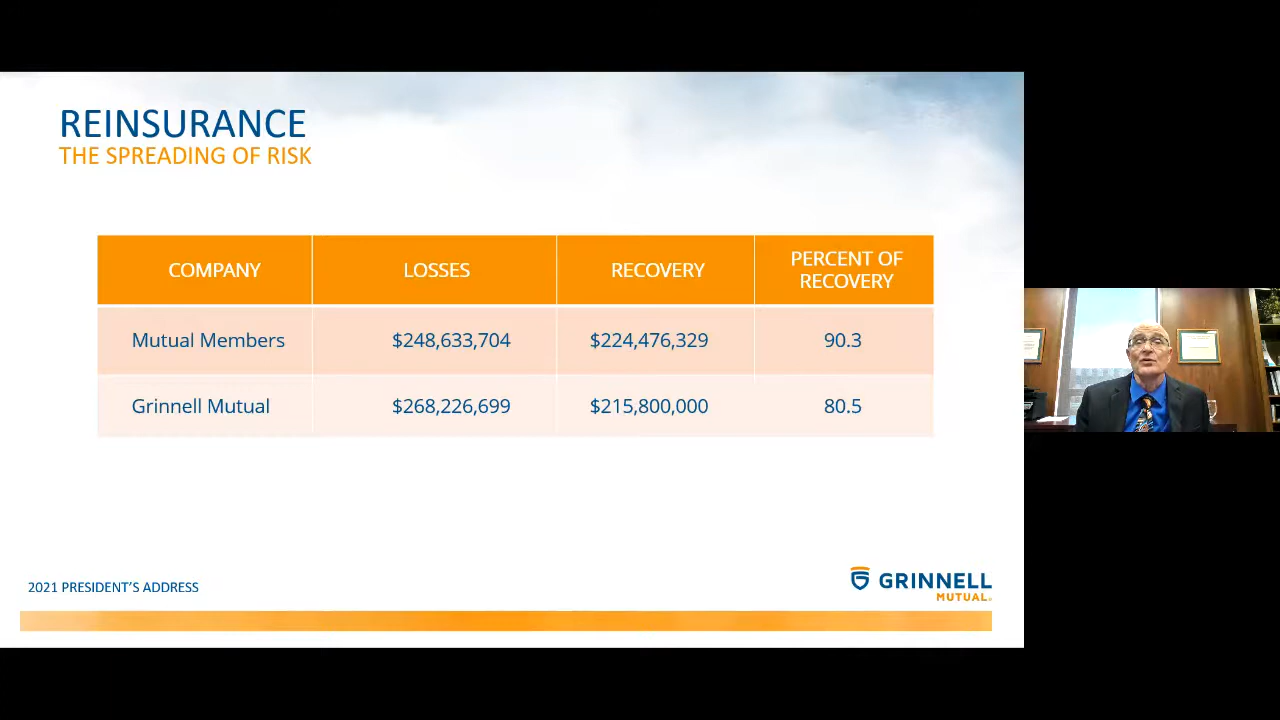 REINSURANCE
THE SPREADING OF RISK
COMPANY LOSSES RECOVERY PERCENT OF RECOVERY
Mutual Members $248,633,704 $224,476,329 90.3
Grinnell Mutual $268,226,699 $215,800,000 80.5
2021 PRESIDENT'S ADDRESS
GRINNELL
MUTUAL